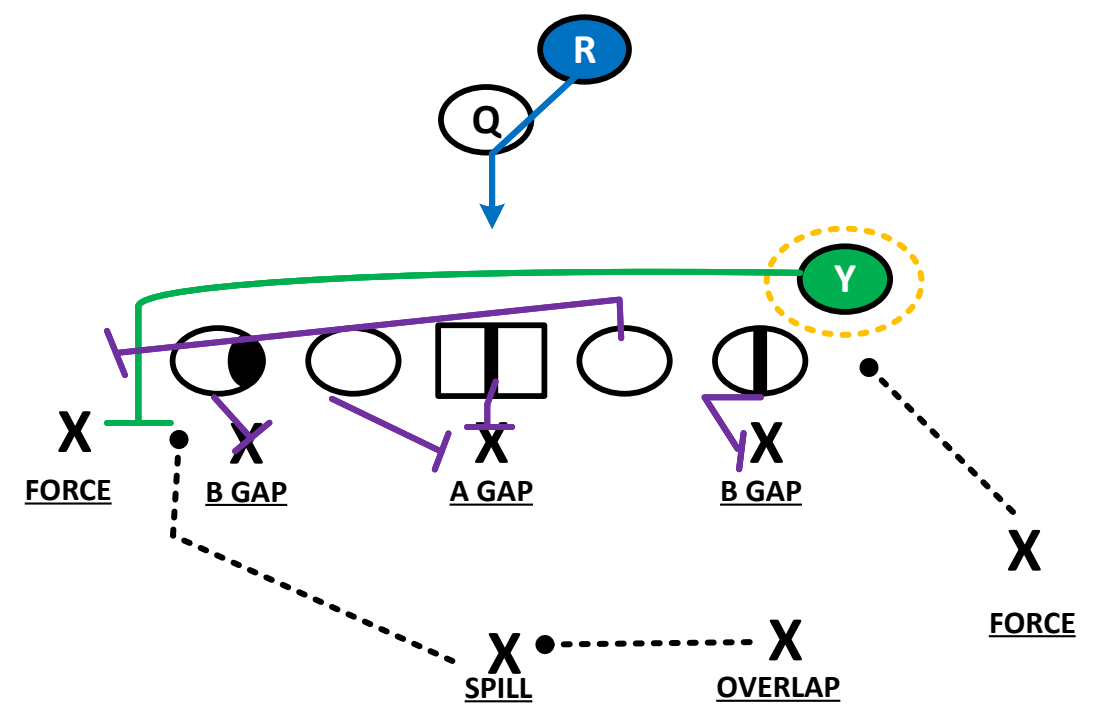 R
Q
Y
X X X X
FORCE B GAP A GAP B GAP
X
FORCE
X X
SPILL OVERLAP